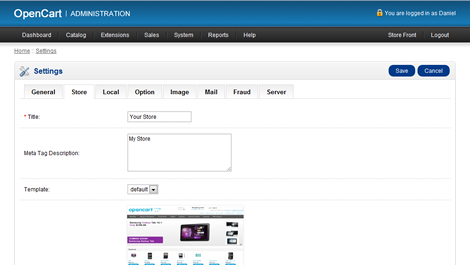 OpenCart | ADMINISTRATION
You are logged in as Daniel
Dashboard Catalog Extensions Sales System Reports Help Store Front Logout
Home :: Settings
Settings
Save Cancel
General Store Local Option Image Mail Fraud Server
* Title: Your Store
Meta Tag Description: My Store
Template: default
opencart